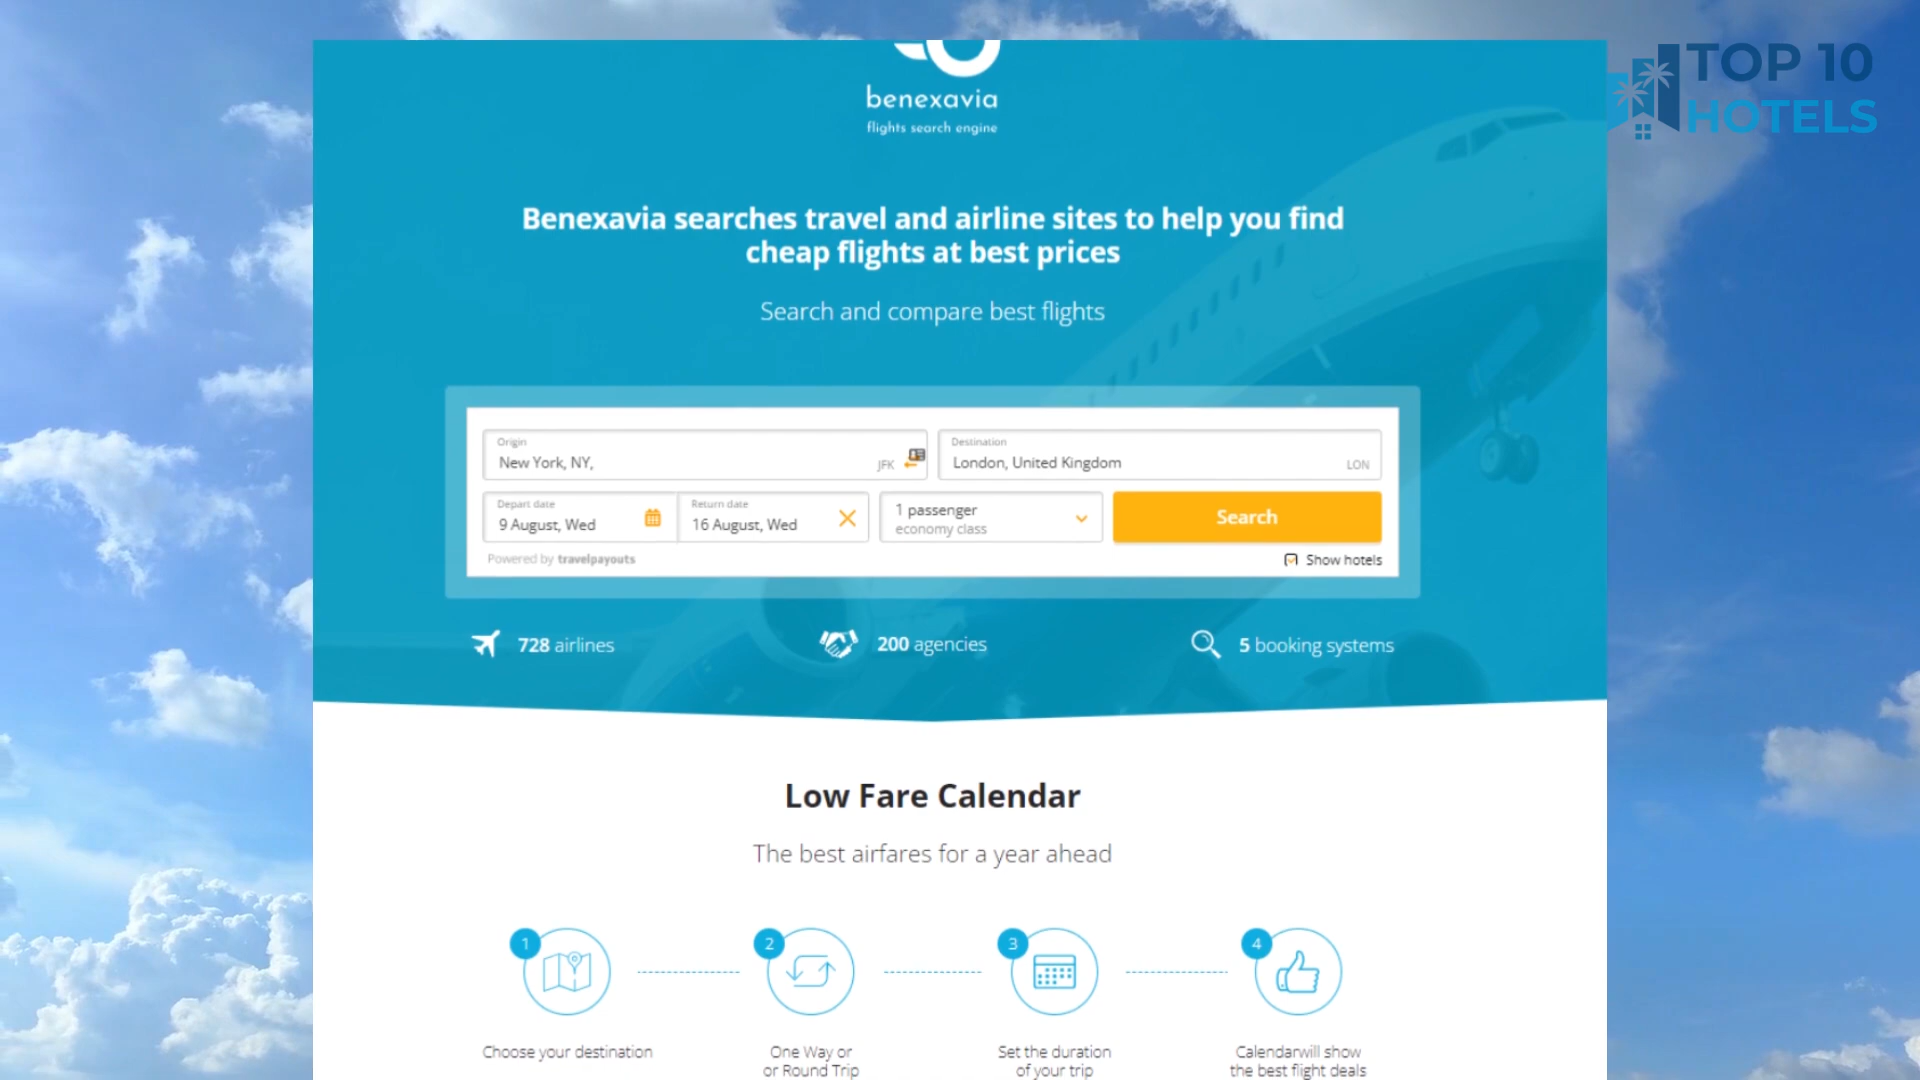 TOP 10
HOTELS
benexavia
flights search engine
Benexavia searches travel and airline sites to help you find
cheap flights at best prices
Search and compare best flights
Origin
New York, NY,
JFK
Destination
London, United Kingdom
LON
Depart date
9 August, Wed
Return date
16 August, Wed
1 passenger
economy class
Search
Powered by travelpayouts
Show hotels
728 airlines
200 agencies
5 booking systems
Low Fare Calendar
The best airfares for a year ahead
1
2
3
4
Choose your destination
One Way or
or Round Trip
Set the duration
of your trip
Calendarwill show
the best flight deals